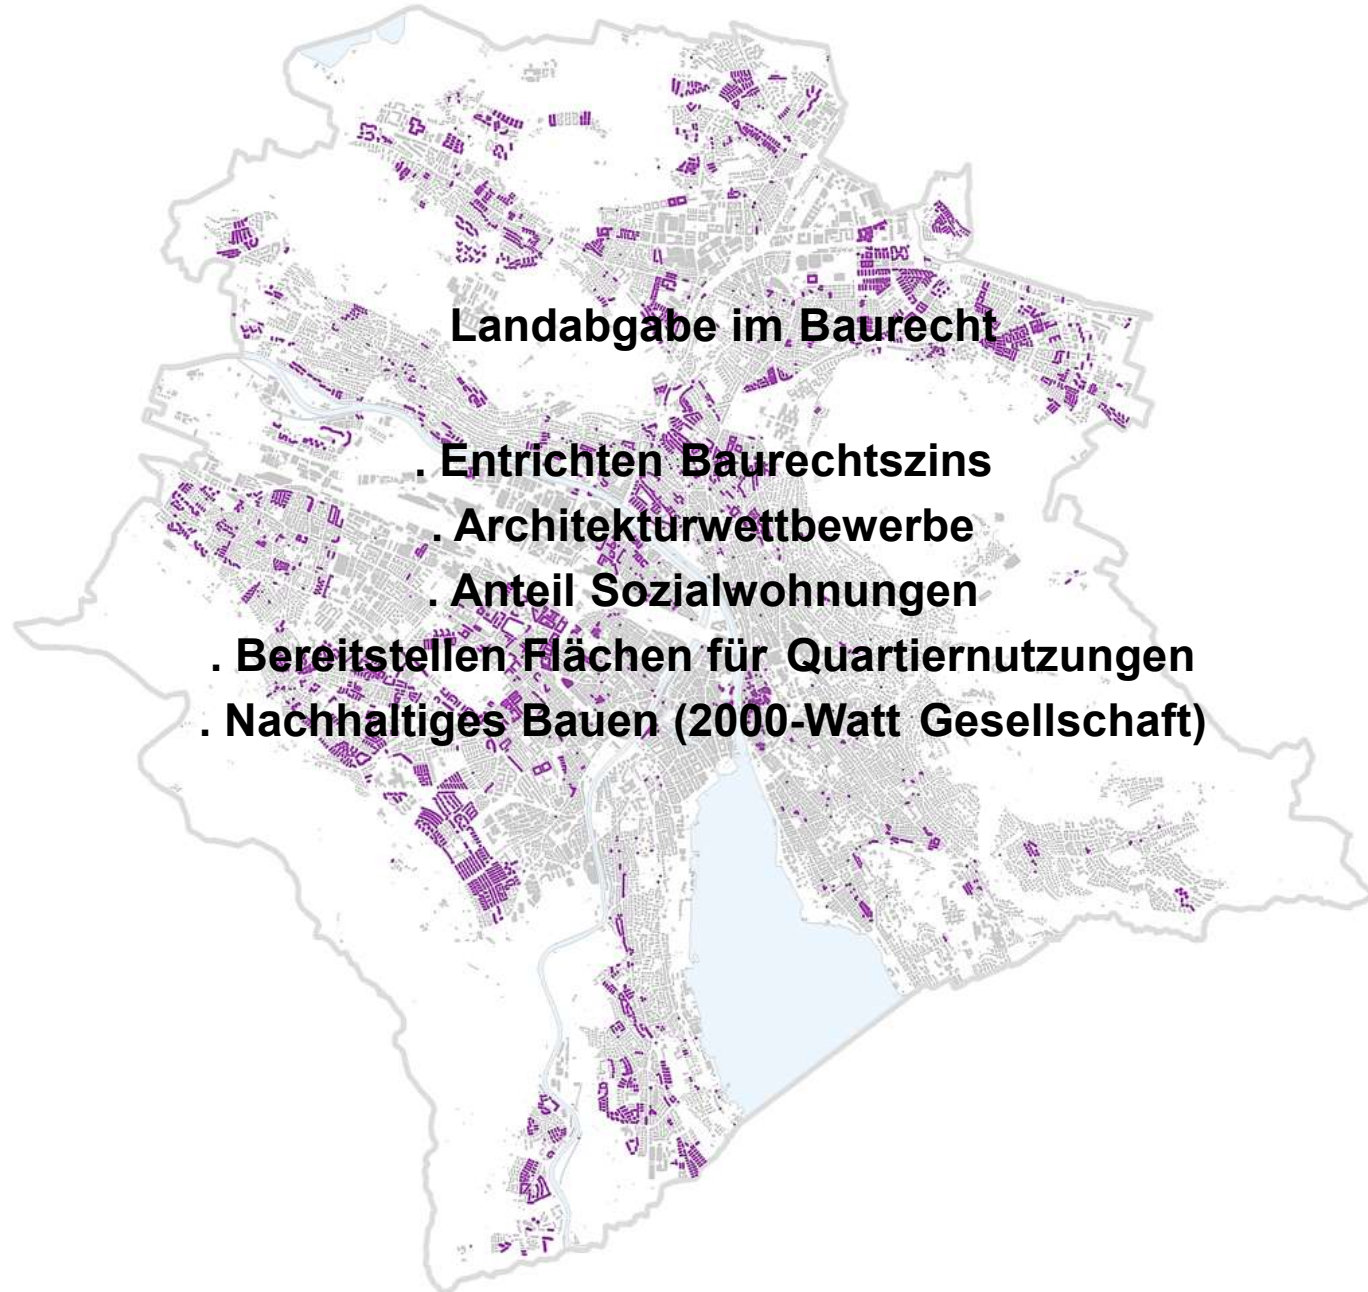 Landabgabe im Baurecht
. Entrichten Baurechtszins
. Architekturwettbewerbe
. Anteil Sozialwohnungen
. Bereitstellen Flächen für Quartiernutzungen
. Nachhaltiges Bauen (2000-Watt Gesellschaft)